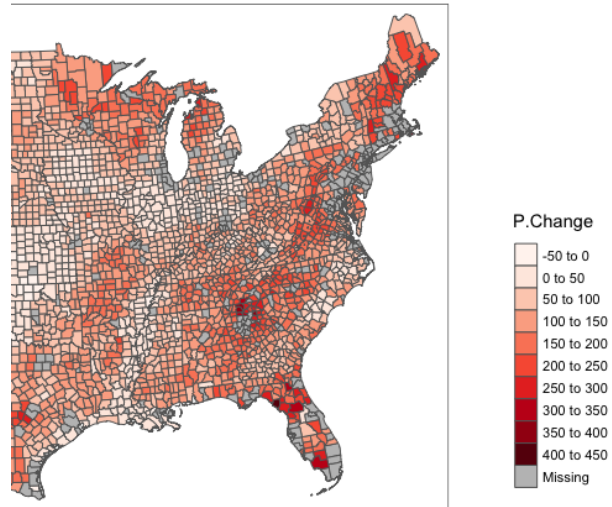 P.Change
-50 to 0
0 to 50
50 to 100
100 to 150
150 to 200
200 to 250
250 to 300
300 to 350
350 to 400
400 to 450
Missing